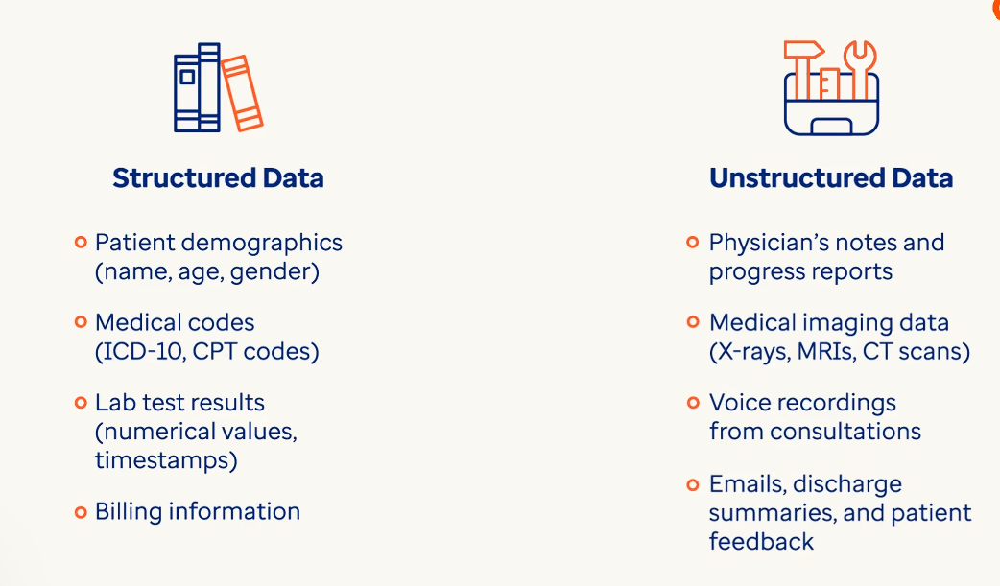 Structured Data
Patient demographics
(name, age, gender)
Medical codes
(ICD-10, CPT codes)
Lab test results
(numerical values,
timestamps)
Billing information
Unstructured Data
Physician’s notes and
progress reports
Medical imaging data
(X-rays, MRIs, CT scans)
Voice recordings
from consultations
Emails, discharge
summaries, and patient
feedback